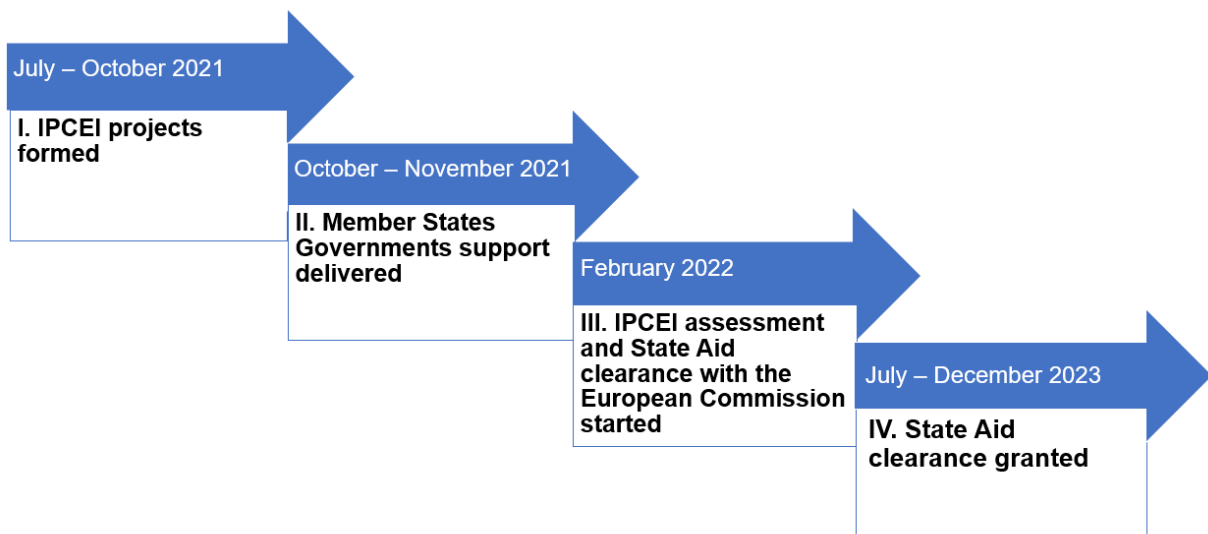 July – October 2021
I. IPCEI projects
formed
October – November 2021
II. Member States
Governments support
delivered
February 2022
III. IPCEI assessment
and State Aid
clearance with the
European Commission
started
July – December 2023
IV. State Aid
clearance granted